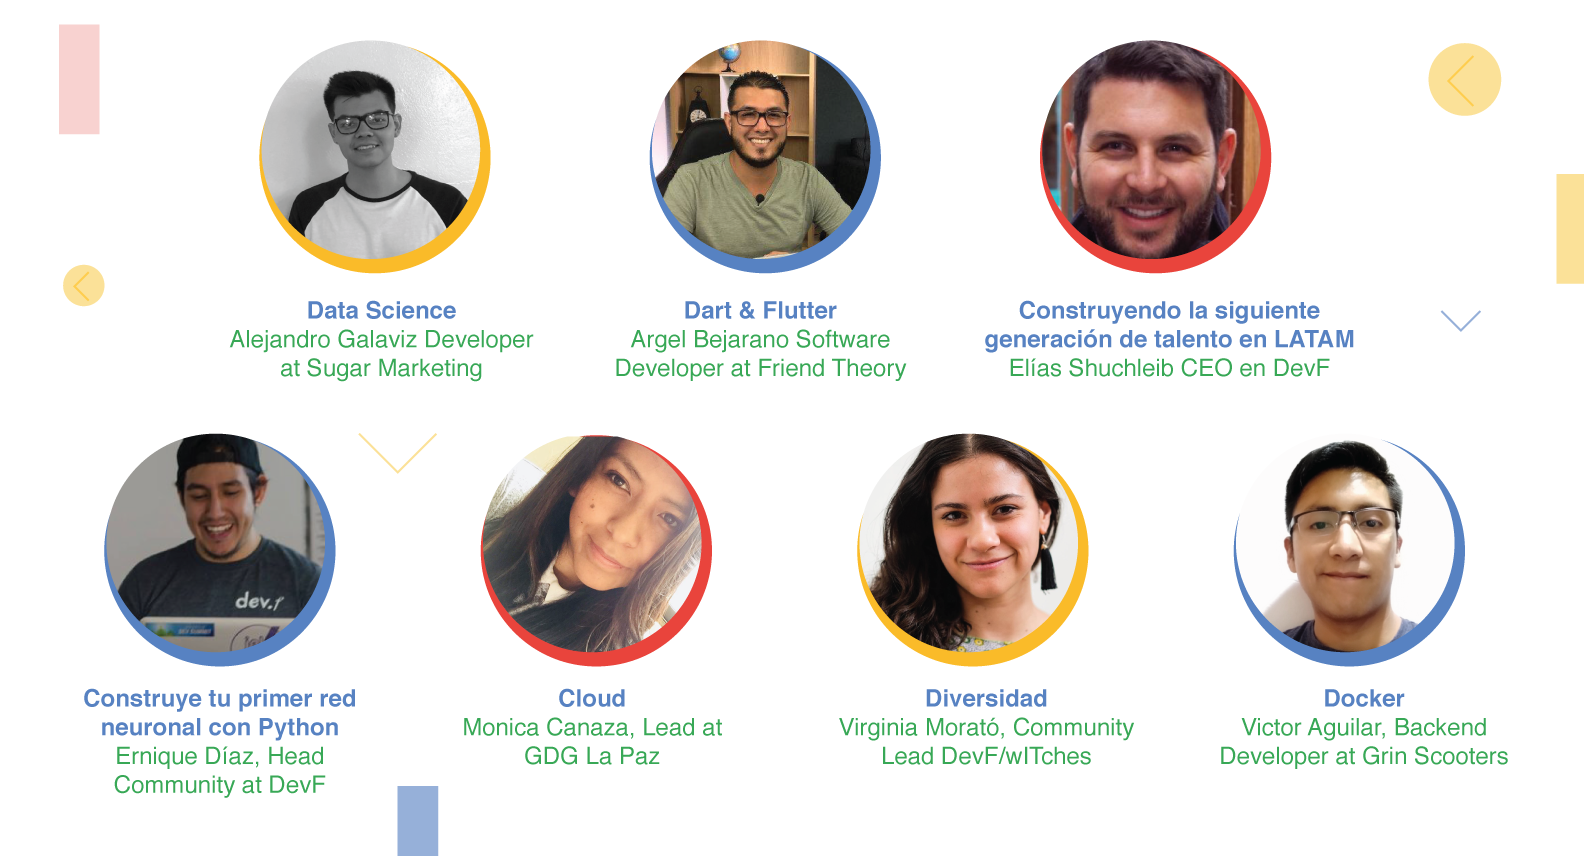 Data Science
Alejandro Galaviz Developer
at Sugar Marketing
Dart & Flutter
Argel Bejarano Software
Developer at Friend Theory
Construyendo la siguiente
generación de talento en LATAM
Elías Shuchleib CEO en DevF
dev.f
Construye tu primer red
neuronal con Python
Ernique Díaz, Head
Community at DevF
Cloud
Monica Canaza, Lead at
GDG La Paz
Diversidad
Virginia Morató, Community
Lead DevF/wITches
Docker
Victor Aguilar, Backend
Developer at Grin Scooters